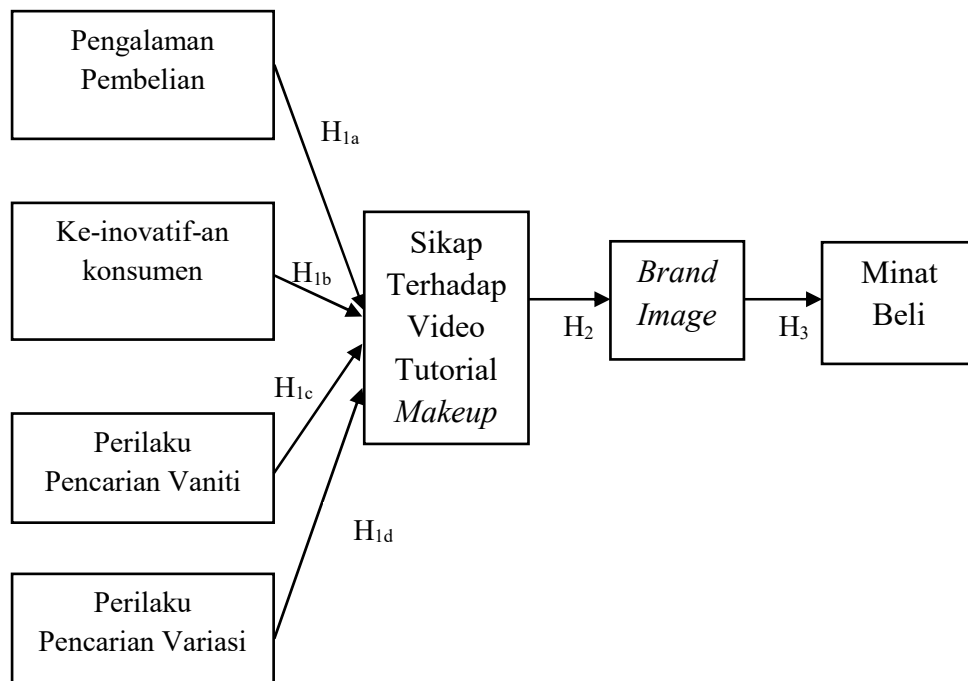 Pengalaman
Pembelian
H1a
Ke-inovatif-an
konsumen
H1b
Perilaku
Pencarian Vaniti
H1c
Perilaku
Pencarian Variasi
H1d
Sikap
Terhadap
Video
Tutorial
Makeup
H2
Brand
Image
H3
Minat
Beli